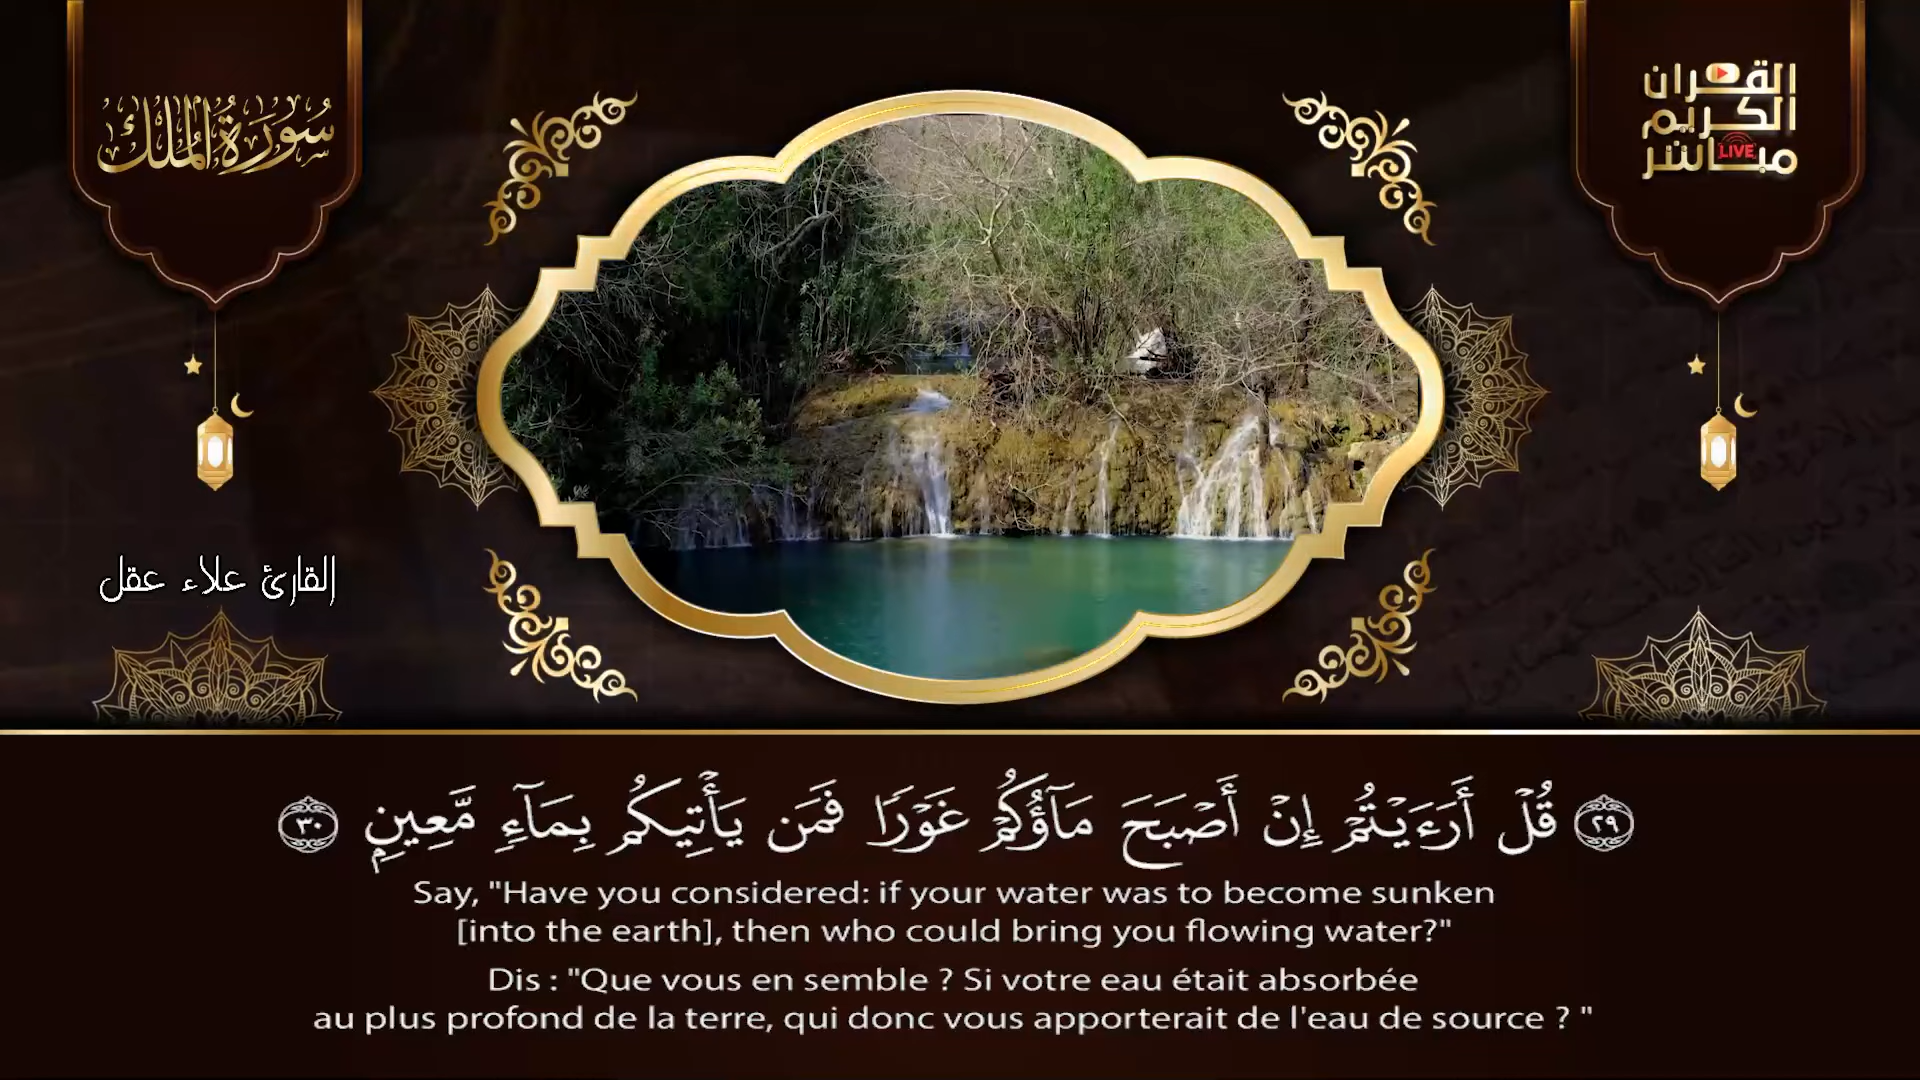 سُورَةُ المُلك
القرآن
الكريم
مباشر
LIVE
القارئ علاء عقل
٢٩ قُلْ أَرَءَيْتُمْ إِنْ أَصْبَحَ مَآؤُكُمْ غَوْرًا فَمَن يَأْتِيكُم بِمَآءٍ مَّعِينٍ ٣٠
Say, "Have you considered: if your water was to become sunken
[into the earth], then who could bring you flowing water?"
Dis : "Que vous en semble ? Si votre eau était absorbée
au plus profond de la terre, qui donc vous apporterait de l'eau de source ? "